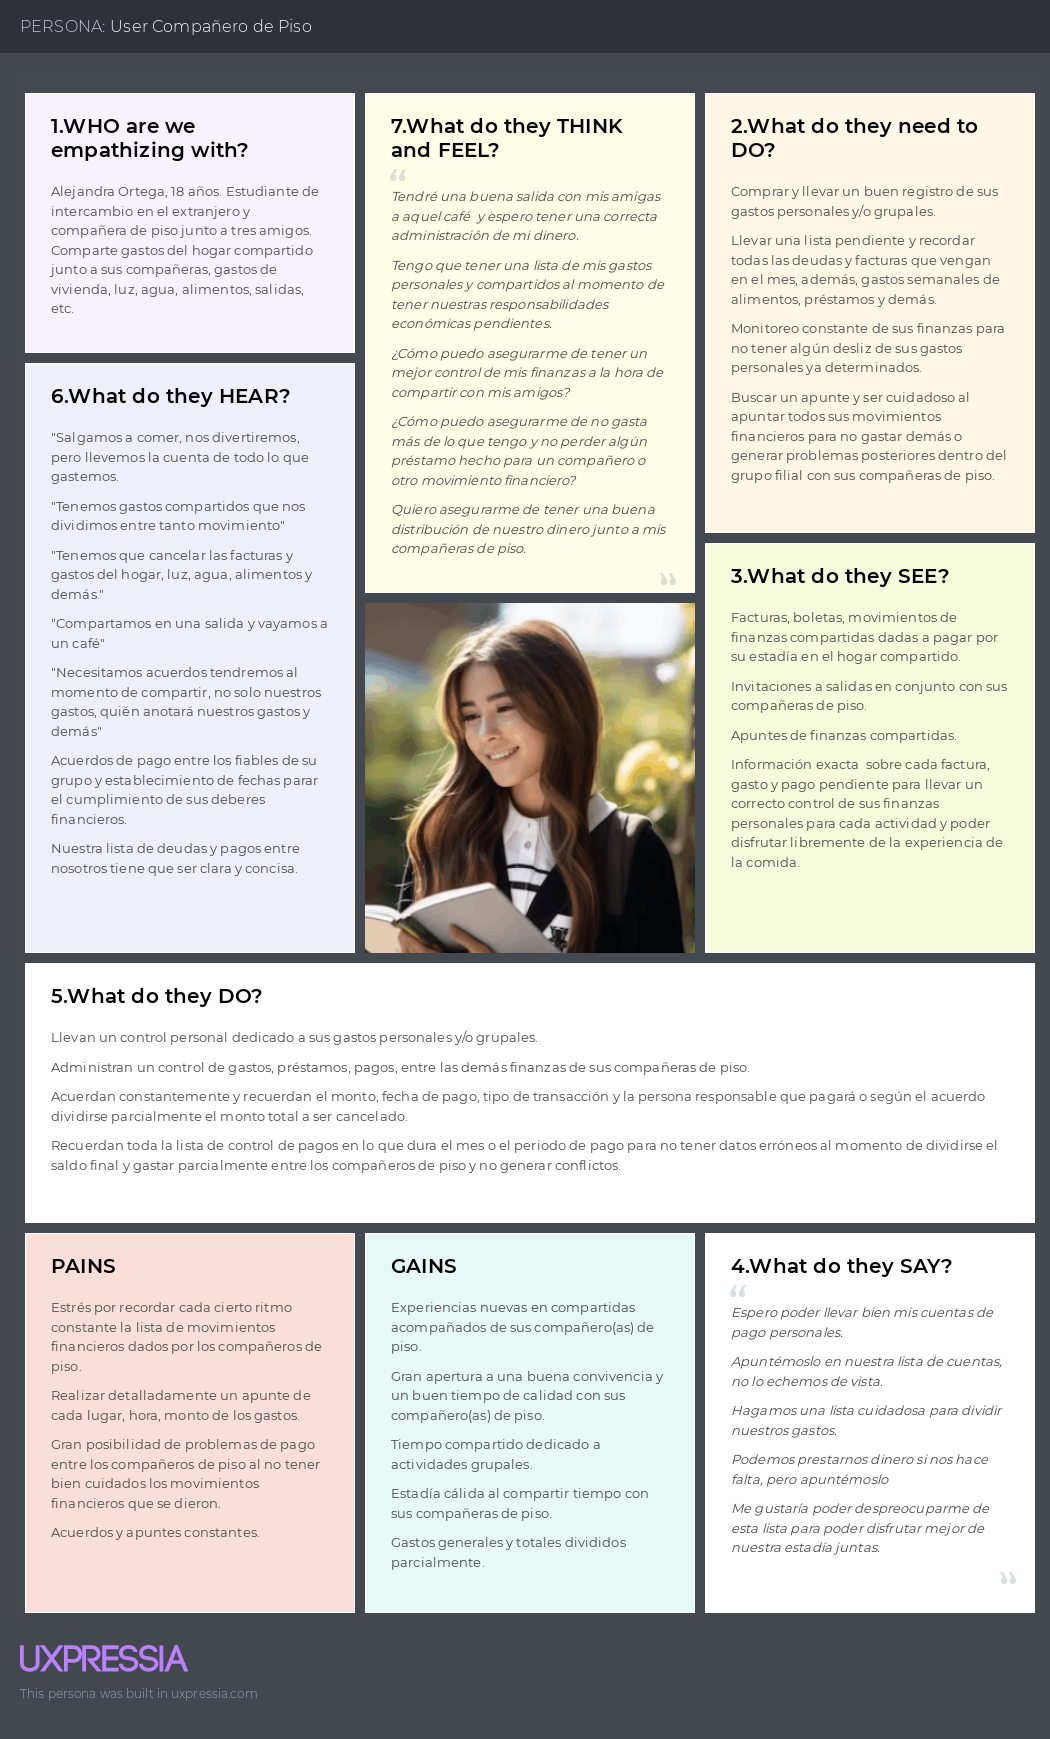 PERSONA: User Compañero de Piso
1.WHO are we
empathizing with?
Alejandra Ortega, 18 años. Estudiante de
intercambio en el extranjero y
compañera de piso junto a tres amigos.
Comparte gastos del hogar compartido
junto a sus compañeras, gastos de
vivienda, luz, agua, alimentos, salidas,
etc.
7.What do they THINK
and FEEL?
“
Tendré una buena salida con mis amigas
a aquel café y espero tener una correcta
administración de mi dinero.
Tengo que tener una lista de mis gastos
personales y compartidos al momento de
tener nuestras responsabilidades
económicas pendientes.
¿Cómo puedo asegurarme de tener un
mejor control de mis finanzas a la hora de
compartir con mis amigos?
¿Cómo puedo asegurarme de no gasta
más de lo que tengo y no perder algún
préstamo hecho para un compañero o
otro movimiento financiero?
Quiero asegurarme de tener una buena
distribución de nuestro dinero junto a mis
compañeras de piso.
”
2.What do they need to
DO?
Comprar y llevar un buen registro de sus
gastos personales y/o grupales.
Llevar una lista pendiente y recordar
todas las deudas y facturas que vengan
en el mes, además, gastos semanales de
alimentos, préstamos y demás.
Monitoreo constante de sus finanzas para
no tener algún desliz de sus gastos
personales ya determinados.
Buscar un apunte y ser cuidadoso al
apuntar todos sus movimientos
financieros para no gastar demás o
generar problemas posteriores dentro del
grupo filial con sus compañeras de piso.
6.What do they HEAR?
"Salgamos a comer, nos divertiremos,
pero llevemos la cuenta de todo lo que
gastemos.
"Tenemos gastos compartidos que nos
dividimos entre tanto movimiento"
"Tenemos que cancelar las facturas y
gastos del hogar, luz, agua, alimentos y
demás."
"Compartamos en una salida y vayamos a
un café"
"Necesitamos acuerdos tendremos al
momento de compartir, no solo nuestros
gastos, quién anotará nuestros gastos y
demás"
Acuerdos de pago entre los fiables de su
grupo y establecimiento de fechas parar
el cumplimiento de sus deberes
financieros.
Nuestra lista de deudas y pagos entre
nosotros tiene que ser clara y concisa.
3.What do they SEE?
Facturas, boletas, movimientos de
finanzas compartidas dadas a pagar por
su estadía en el hogar compartido.
Invitaciones a salidas en conjunto con sus
compañeras de piso.
Apuntes de finanzas compartidas.
Información exacta sobre cada factura,
gasto y pago pendiente para llevar un
correcto control de sus finanzas
personales para cada actividad y poder
disfrutar libremente de la experiencia de
la comida.
5.What do they DO?
Llevan un control personal dedicado a sus gastos personales y/o grupales.
Administran un control de gastos, préstamos, pagos, entre las demás finanzas de sus compañeras de piso.
Acuerdan constantemente y recuerdan el monto, fecha de pago, tipo de transacción y la persona responsable que pagará o según el acuerdo
dividirse parcialmente el monto total a ser cancelado.
Recuerdan toda la lista de control de pagos en lo que dura el mes o el periodo de pago para no tener datos erróneos al momento de dividirse el
saldo final y gastar parcialmente entre los compañeros de piso y no generar conflictos.
PAINS
Estrés por recordar cada cierto ritmo
constante la lista de movimientos
financieros dados por los compañeros de
piso.
Realizar detalladamente un apunte de
cada lugar, hora, monto de los gastos.
Gran posibilidad de problemas de pago
entre los compañeros de piso al no tener
bien cuidados los movimientos
financieros que se dieron.
Acuerdos y apuntes constantes.
GAINS
Experiencias nuevas en compartidas
acompañados de sus compañero(as) de
piso.
Gran apertura a una buena convivencia y
un buen tiempo de calidad con sus
compañero(as) de piso.
Tiempo compartido dedicado a
actividades grupales.
Estadía cálida al compartir tiempo con
sus compañeras de piso.
Gastos generales y totales divididos
parcialmente.
4.What do they SAY?
“
Espero poder llevar bien mis cuentas de
pago personales.
Apuntémoslo en nuestra lista de cuentas,
no lo echemos de vista.
Hagamos una lista cuidadosa para dividir
nuestros gastos.
Podemos prestarnos dinero si nos hace
falta, pero apuntémoslo
Me gustaría poder despreocuparme de
esta lista para poder disfrutar mejor de
nuestra estadía juntas.
”
UXPRESSIA
This persona was built in uxpressia.com